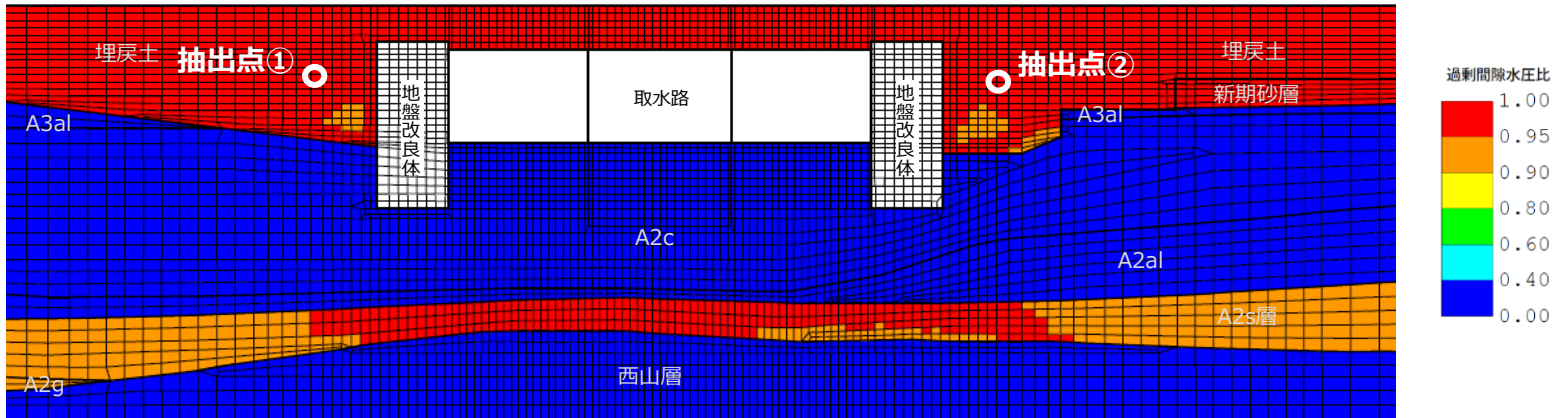 埋戻土
抽出点①
抽出点②
埋戻土
過剰間隙水圧比
地盤改良体
取水路
地盤改良体
新期砂層
A3al
A3al
A2c
A2al
A2s層
A2g
西山層
1.00
0.95
0.90
0.80
0.60
0.40
0.00